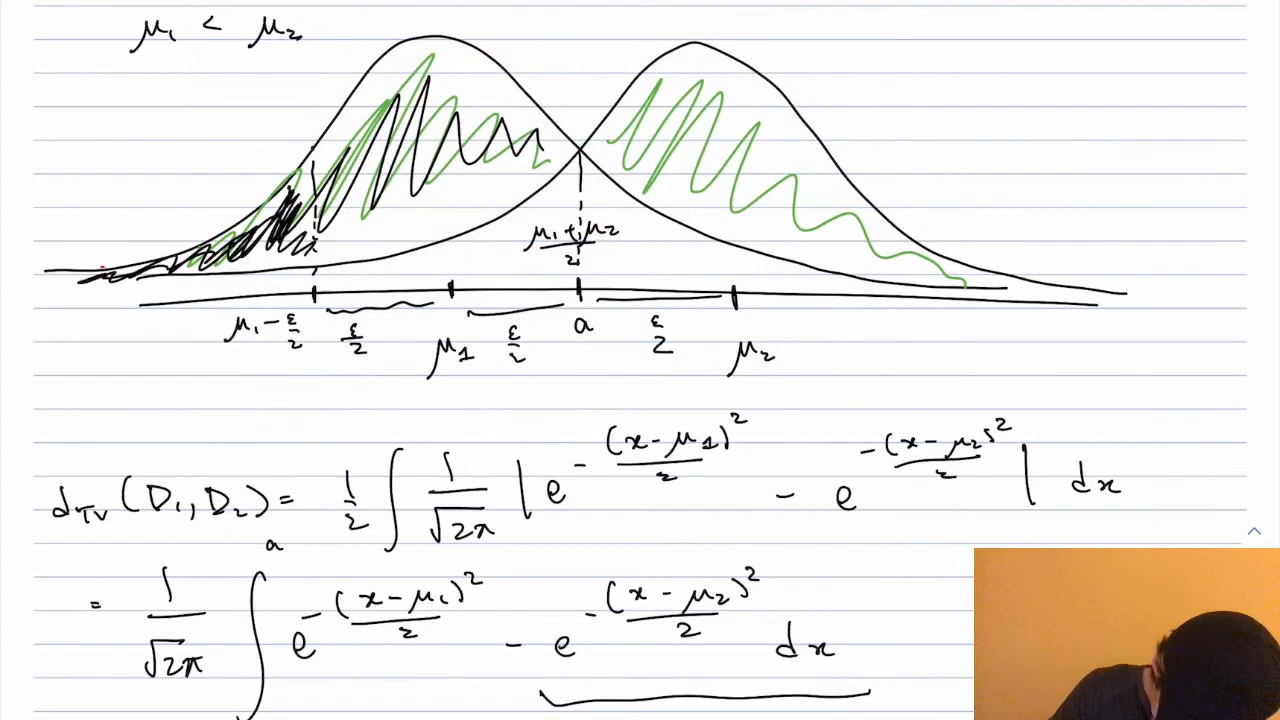 μ₁ < μ₂
μ₁ + μ₂
2
μ₁ - ε/2 ε/2 μ1 ε/2 a ε/2 μ₂
d_TV (D₁, D₂) = 1/2 ∫ 1/√2π | e^{-(x-μ1)²/2} - e^{-(x-μ₂)²/2} | dx
= 1/√2π ∫^a e^{-(x-μ₁)²/2} - e^{-(x-μ₂)²/2} dx